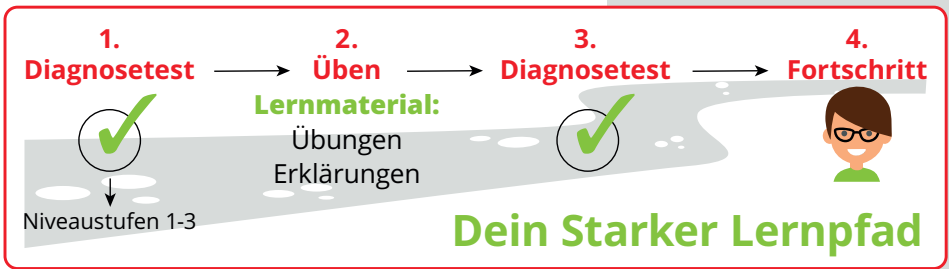 1.
Diagnosetest
2.
Üben
3.
Diagnosetest
4.
Fortschritt
Lernmaterial:
Übungen
Erklärungen
Niveaustufen 1-3
Dein Starker Lernpfad